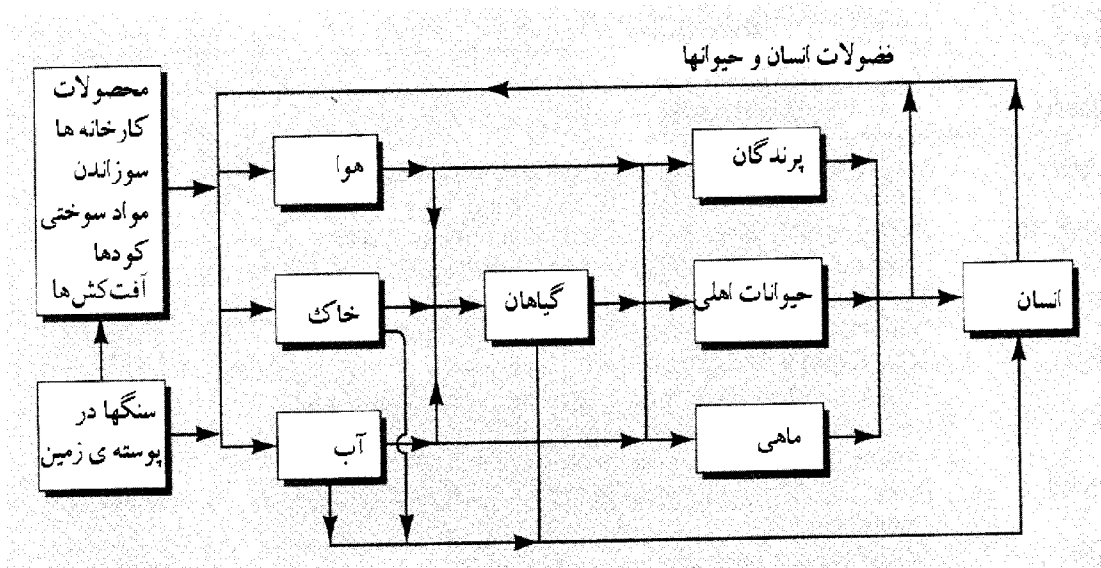 فضولات انسان و حیوانها
محصولات
کارخانه ها
سوزاندن
مواد سوختی
کودها
آفت‌کش‌ها
سنگها در
پوسته ی زمین
هوا
خاک
آب
گیاهان
پرندگان
حیوانات اهلی
ماهی
انسان